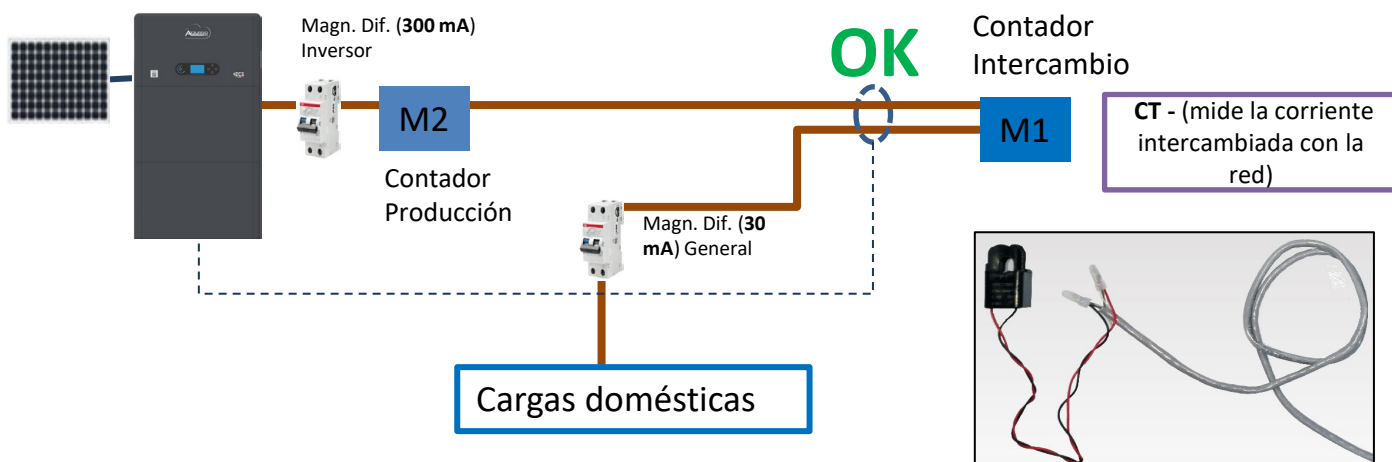 Magn. Dif. (300 mA)
Inversor
OK
Contador
Intercambio
M2
M1
CT - (mide la corriente
intercambiada con la
red)
Contador
Producción
Magn. Dif. (30
mA) General
Cargas domésticas